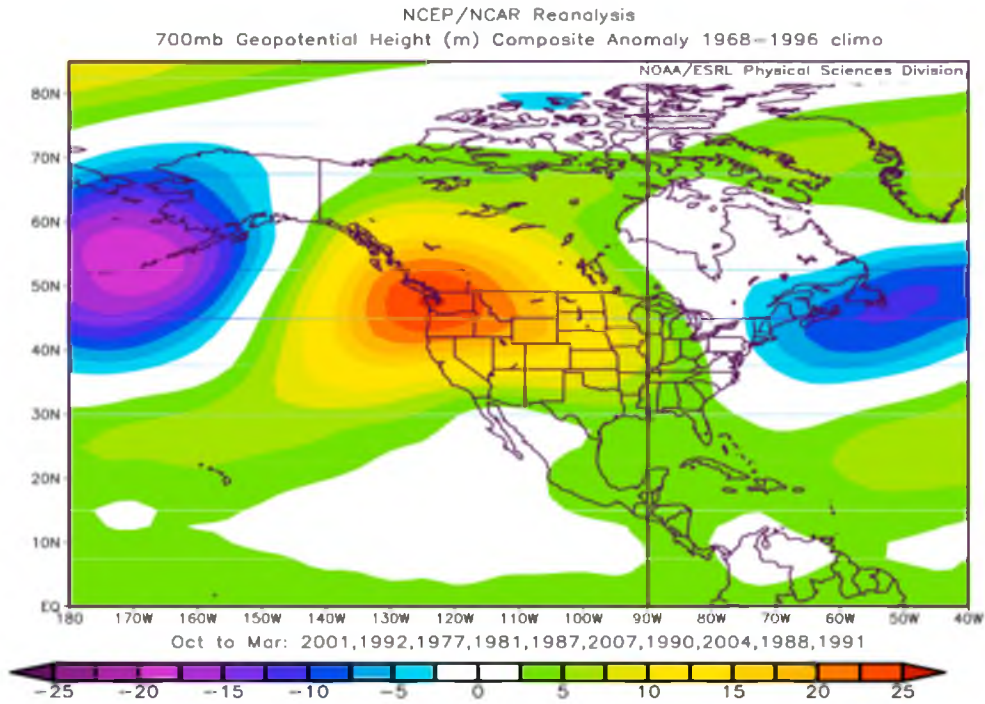 NCEP/NCAR Reanalysis
700mb Geopotential Height (m) Composite Anomaly 1968-1996 climo
NOAA/ESRL Physical Sciences Division
80N
70N
60N
50N
40N
30N
20N
10N
EQ
180 170W 160W 150W 140W 130W 120W 110W 100W 90W 80W 70W 60W 50W 40W
Oct to Mar: 2001,1992,1977,1981,1987,2007,1990,2004,1988,1991
-25 -20 -15 -10 -5 0 5 10 15 20 25